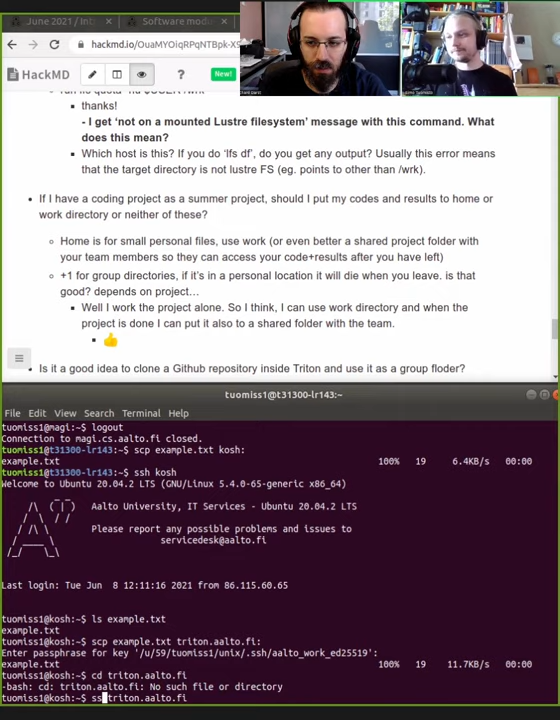 June 2021 / Int
Software modu
hackmd.io/OuaMYOiqRPqNTBpk-XS
HackMD
?
New!
thanks!
- I get ‘not on a mounted Lustre filesystem’ message with this command. What
does this mean?
Which host is this? If you do ‘lfs df’, do you get any output? Usually this error means
that the target directory is not lustre FS (eg. points to other than /wrk).
If I have a coding project as a summer project, should I put my codes and results to home or
work directory or neither of these?
Home is for small personal files, use work (or even better a shared project folder with
your team members so they can access your code+results after you have left)
+1 for group directories, if it's in a personal location it will die when you leave. is that
good? depends on project…
Well I work the project alone. So I think, I can use work directory and when the
project is done I can put it also to a shared folder with the team.
👍
Is it a good idea to clone a Github repository inside Triton and use it as a group floder?
tuomiss1@t31300-lr143:~
File Edit View Search Terminal Help
tuomiss1@magi:~$ logout
Connection to magi.cs.aalto.fi closed.
tuomiss1@t31300-lr143:~$ scp example.txt kosh:
example.txt 100% 19 6.4KB/s 00:00
tuomiss1@t31300-lr143:~$ ssh kosh
Welcome to Ubuntu 20.04.2 LTS (GNU/Linux 5.4.0-65-generic x86_64)
Aalto University, IT Services - Ubuntu 20.04.2 LTS
Please report any possible problems and issues to
servicedesk@aalto.fi
Last login: Tue Jun  8 12:11:16 2021 from 86.115.60.65
tuomiss1@kosh:~$ ls example.txt
example.txt
tuomiss1@kosh:~$ scp example.txt triton.aalto.fi:
Enter passphrase for key '/u/59/tuomiss1/unix/.ssh/aalto_work_ed25519':
example.txt 100% 19 11.7KB/s 00:00
tuomiss1@kosh:~$ cd triton.aalto.fi
-bash: cd: triton.aalto.fi: No such file or directory
tuomiss1@kosh:~$ ss triton.aalto.fi